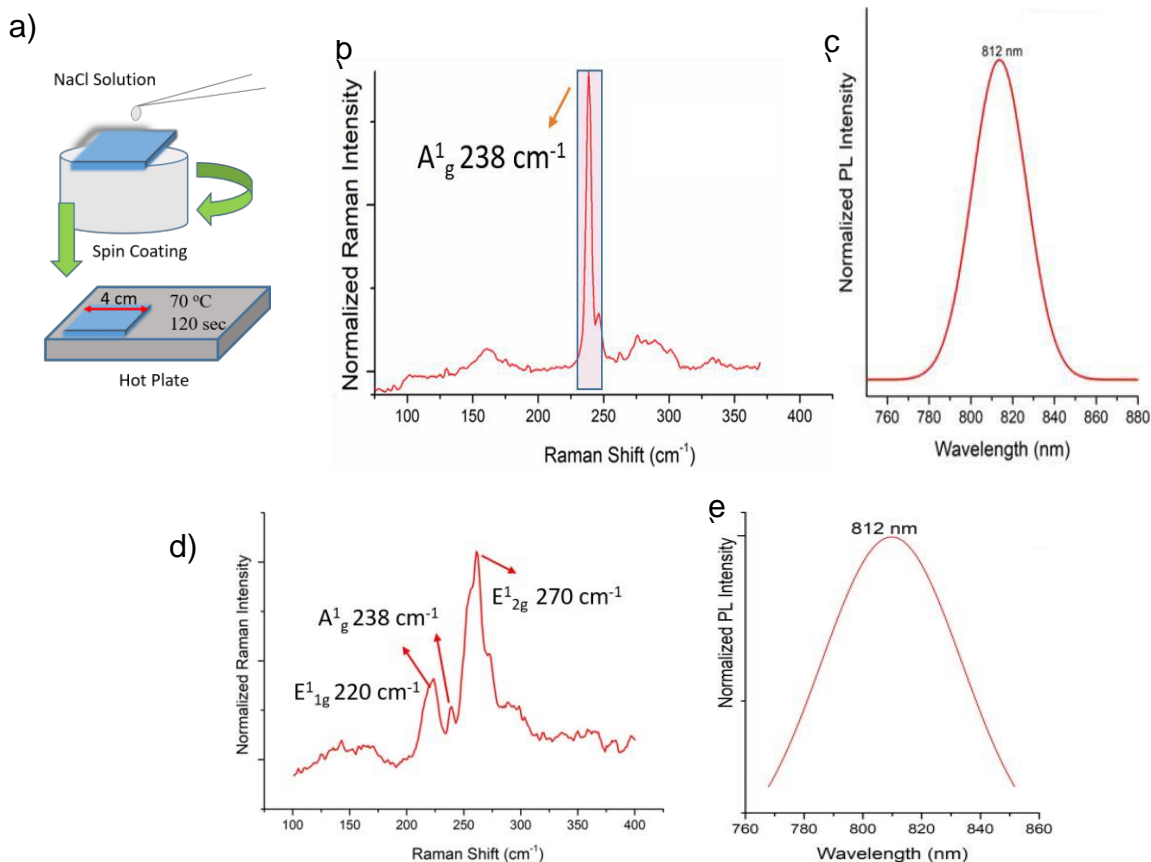 a)
NaCl Solution
Spin Coating
4 cm
70 °C
120 sec
Hot Plate
b
Normalized Raman Intensity
A¹g 238 cm⁻¹
100 150 200 250 300 350 400
Raman Shift (cm⁻¹)
c
812 nm
Normalized PL Intensity
760 780 800 820 840 860 880
Wavelength (nm)
d)
Normalized Raman Intensity
E¹2g 270 cm⁻¹
A¹g 238 cm⁻¹
E¹1g 220 cm⁻¹
100 150 200 250 300 350 400
Raman Shift (cm⁻¹)
e
812 nm
Normalized PL Intensity
760 780 800 820 840 860
Wavelength (nm)